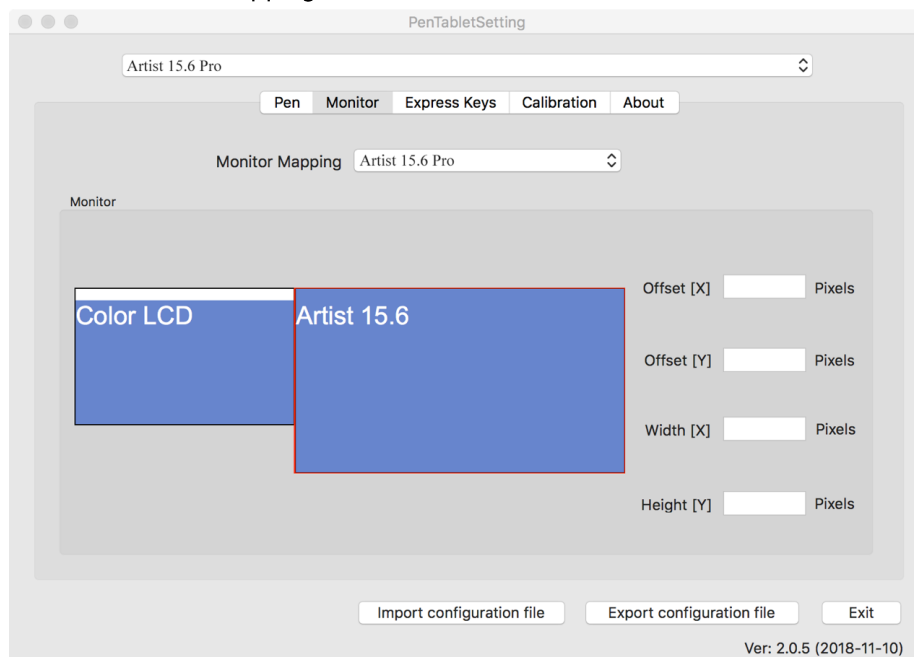 PenTabletSetting
Artist 15.6 Pro
Pen Monitor Express Keys Calibration About
Monitor Mapping Artist 15.6 Pro
Monitor
Offset [X] Pixels
Color LCD Artist 15.6
Offset [Y] Pixels
Width [X] Pixels
Height [Y] Pixels
Import configuration file Export configuration file Exit
Ver: 2.0.5 (2018-11-10)